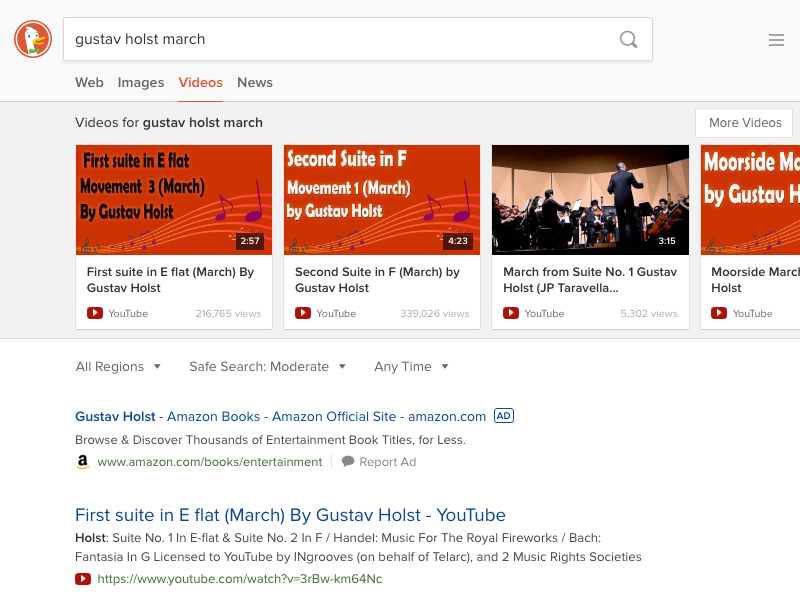 gustav holst march
Web Images Videos News
Videos for gustav holst march
More Videos
First suite in E flat
Movement 3 (March)
By Gustav Holst
2:57
First suite in E flat (March) By
Gustav Holst
YouTube 216,765 views
Second Suite in F
Movement 1 (March)
by Gustav Holst
4:23
Second Suite in F (March) by
Gustav Holst
YouTube 339,026 views
3:15
March from Suite No. 1 Gustav
Holst (JP Taravella...
YouTube 5,302 views
Moorside Ma
by Gustav H
Moorside March
Holst
YouTube
All Regions Safe Search: Moderate Any Time
Gustav Holst - Amazon Books - Amazon Official Site - amazon.com AD
Browse & Discover Thousands of Entertainment Book Titles, for Less.
a www.amazon.com/books/entertainment Report Ad
First suite in E flat (March) By Gustav Holst - YouTube
Holst: Suite No. 1 In E-flat & Suite No. 2 In F / Handel: Music For The Royal Fireworks / Bach:
Fantasia In G Licensed to YouTube by INgrooves (on behalf of Telarc), and 2 Music Rights Societies
https://www.youtube.com/watch?v=3rBw-km64Nc